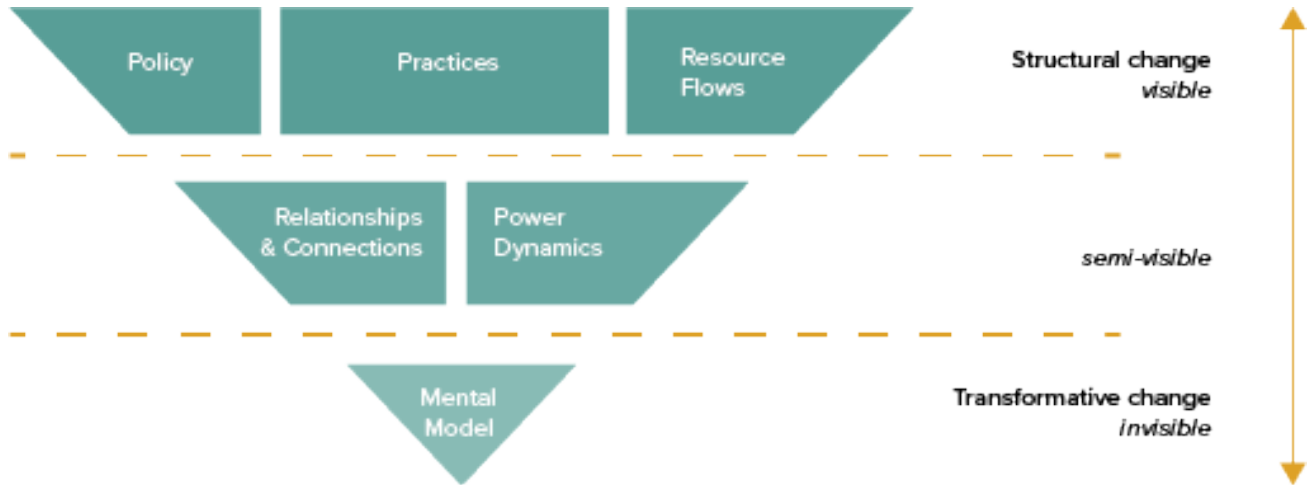 Policy
Practices
Resource
Flows
Structural change
visible
Relationships
& Connections
Power
Dynamics
semi-visible
Mental
Model
Transformative change
invisible